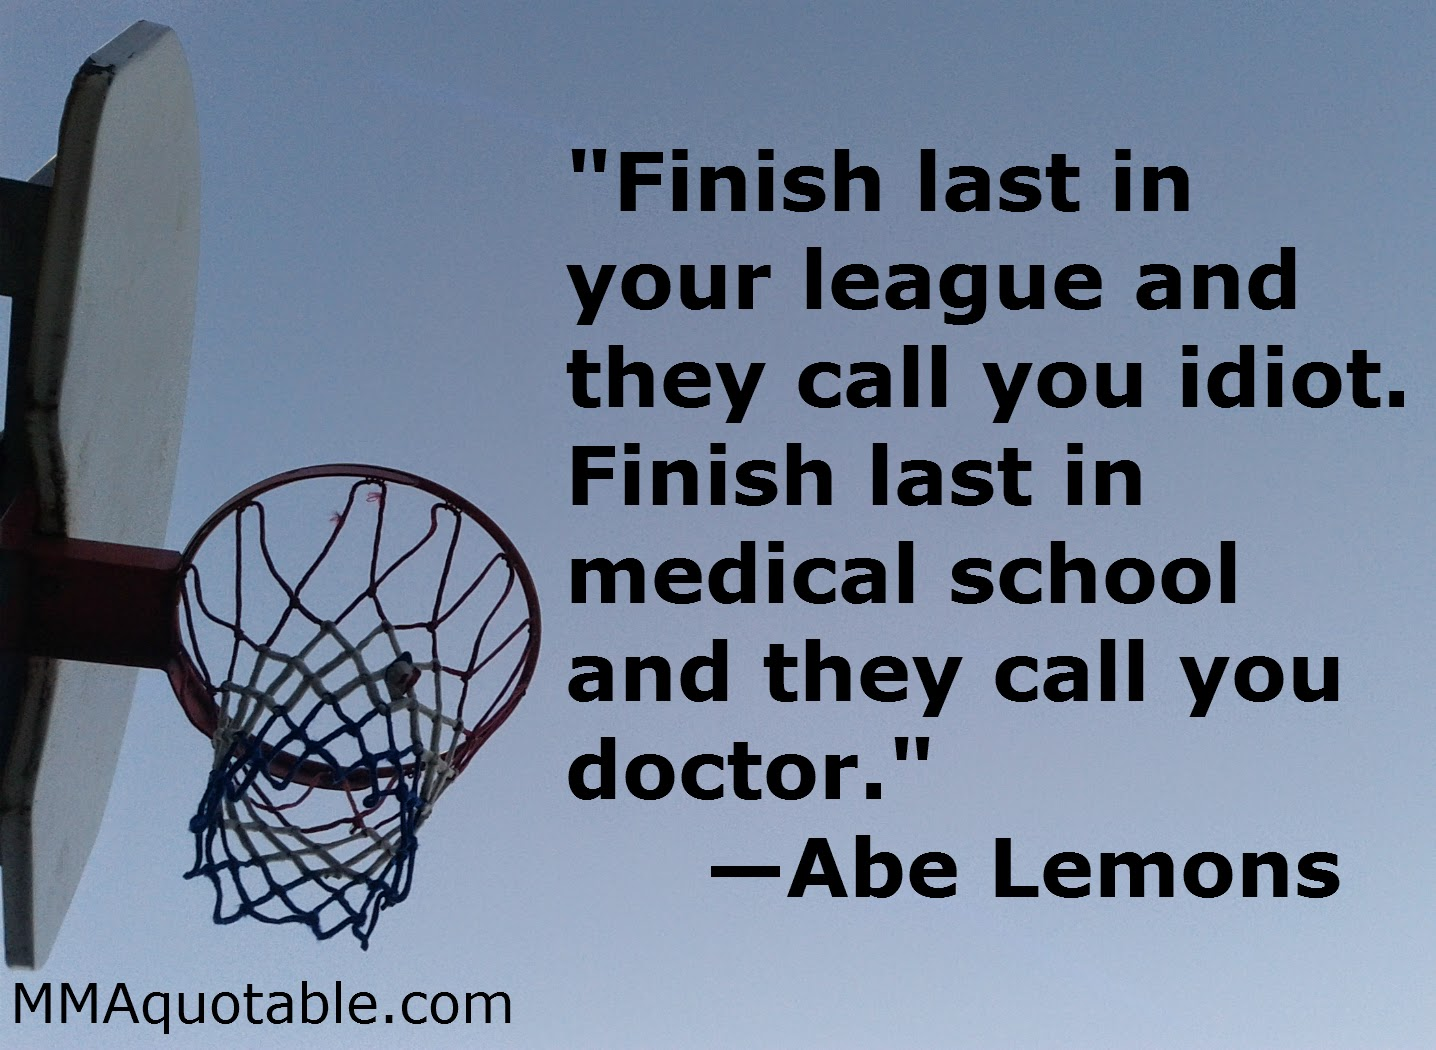 "Finish last in
your league and
they call you idiot.
Finish last in
medical school
and they call you
doctor."
—Abe Lemons
MMAquotable.com